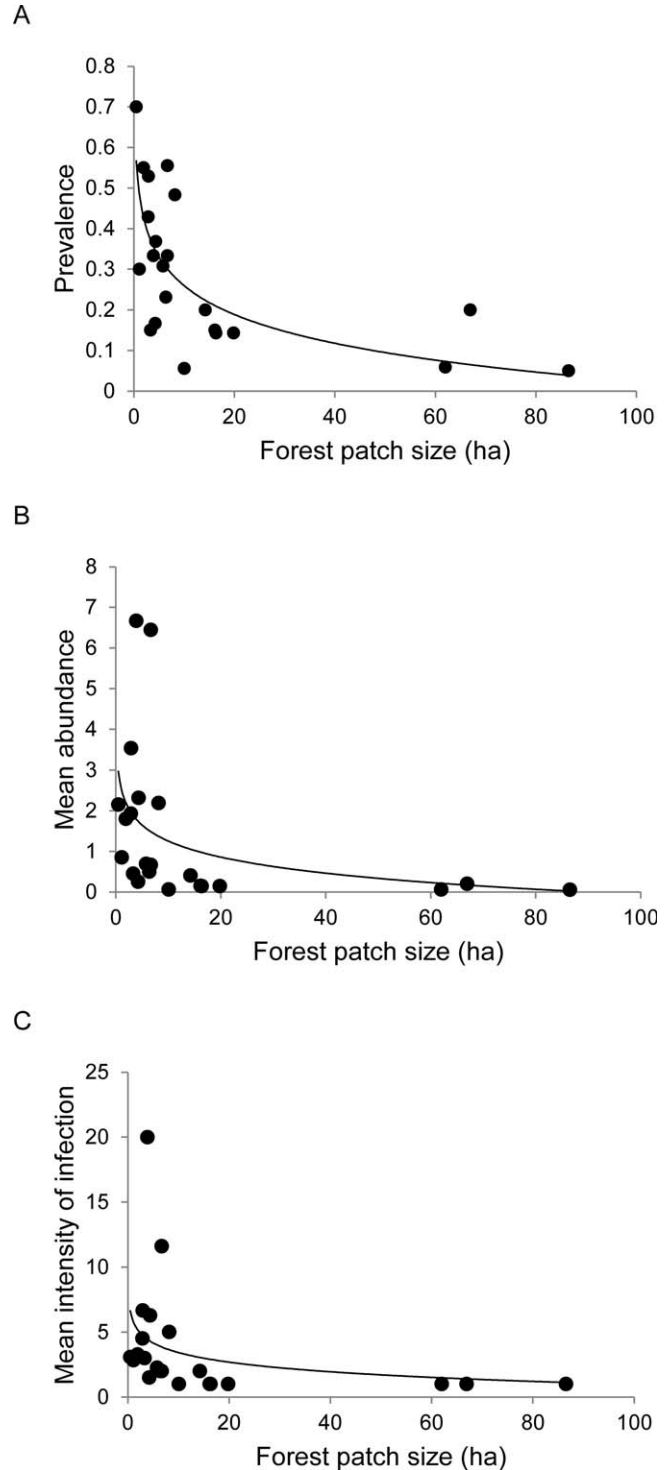 A
0.8
0.7
0.6
0.5
0.4
0.3
0.2
0.1
0
Prevalence
0 20 40 60 80 100
Forest patch size (ha)
B
8
7
6
5
4
3
2
1
0
Mean abundance
0 20 40 60 80 100
Forest patch size (ha)
C
25
20
15
10
5
0
Mean intensity of infection
0 20 40 60 80 100
Forest patch size (ha)